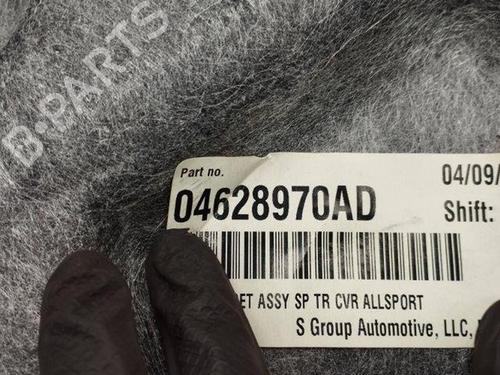 B-PARTS
Part no.
04/09/
04628970AD
Shift:
ET ASSY SP TR CVR ALLSPORT
S Group Automotive, LLC,